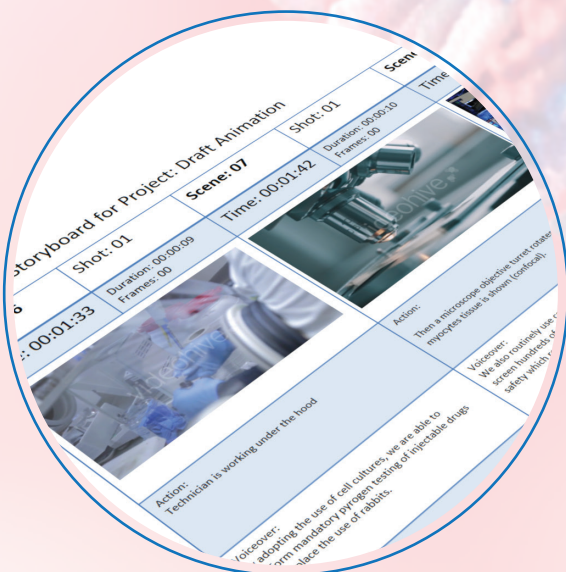 Storyboard for Project: Draft Animation
Shot: 01
Scene: 07
Shot: 01
Duration: 00:00:09
Frames: 00
Time: 00:01:42
Duration: 00:00:10
Frames: 00
Time
: 00:01:33
Action:
Technician is working under the hood
Voiceover:
adopting the use of cell cultures, we are able to
mandatory pyrogen testing of injectable drugs
the use of rabbits.
Action:
Then a microscope objective turret rotates
myocytes tissue is shown (confocal).
Voiceover:
We also routinely use
screen hundreds of
safety which